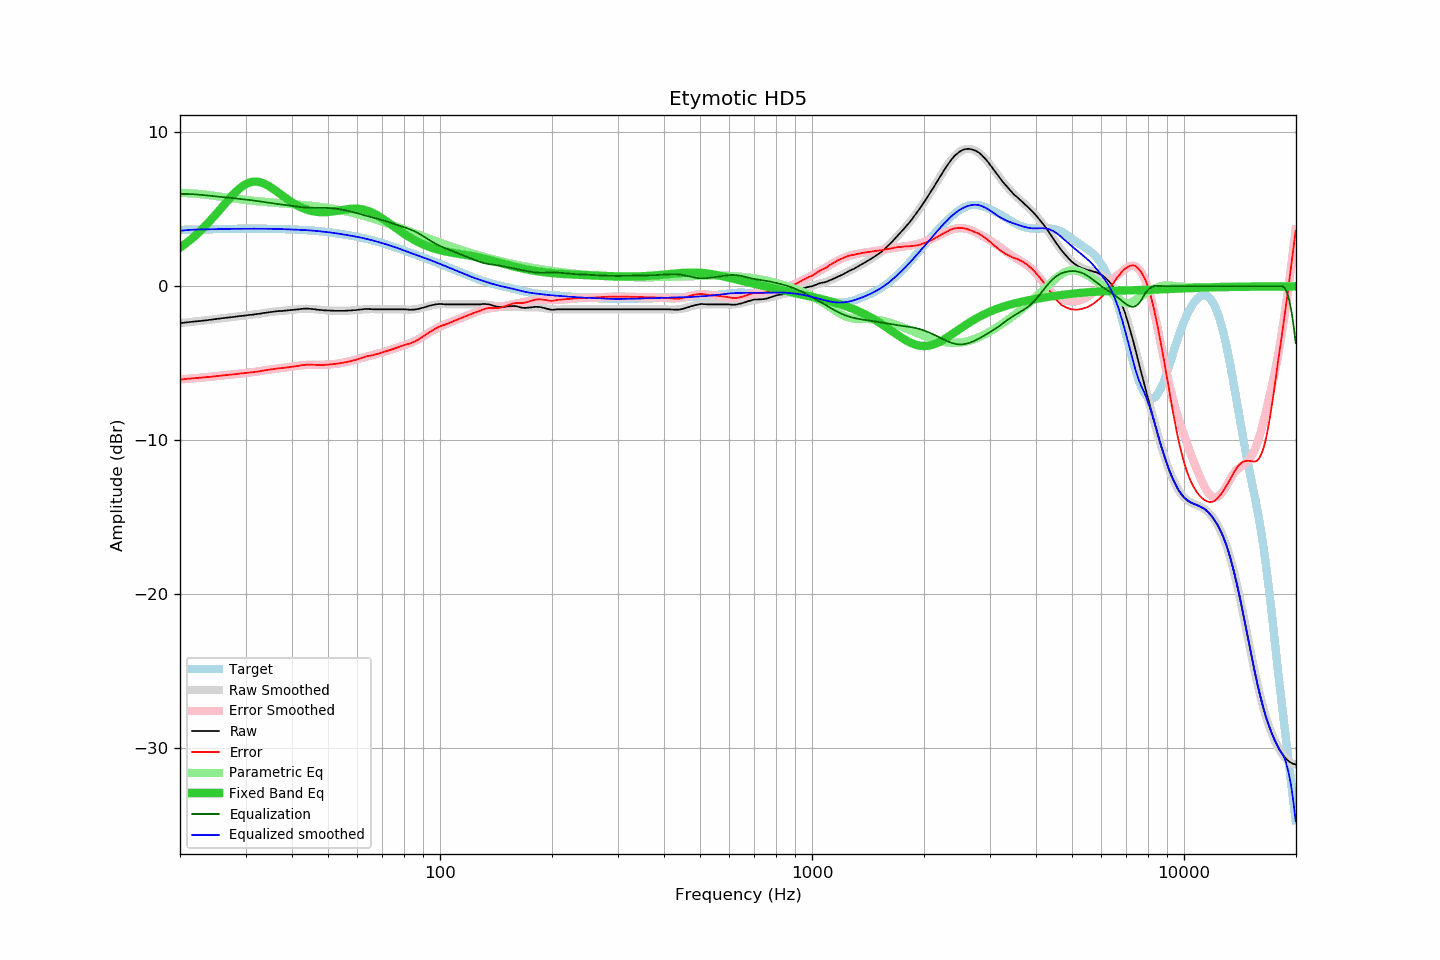 Etymotic HD5
10
0
−10
−20
−30
Amplitude (dBr)
Target
Raw Smoothed
Error Smoothed
Raw
Error
Parametric Eq
Fixed Band Eq
Equalization
Equalized smoothed
100
1000
10000
Frequency (Hz)